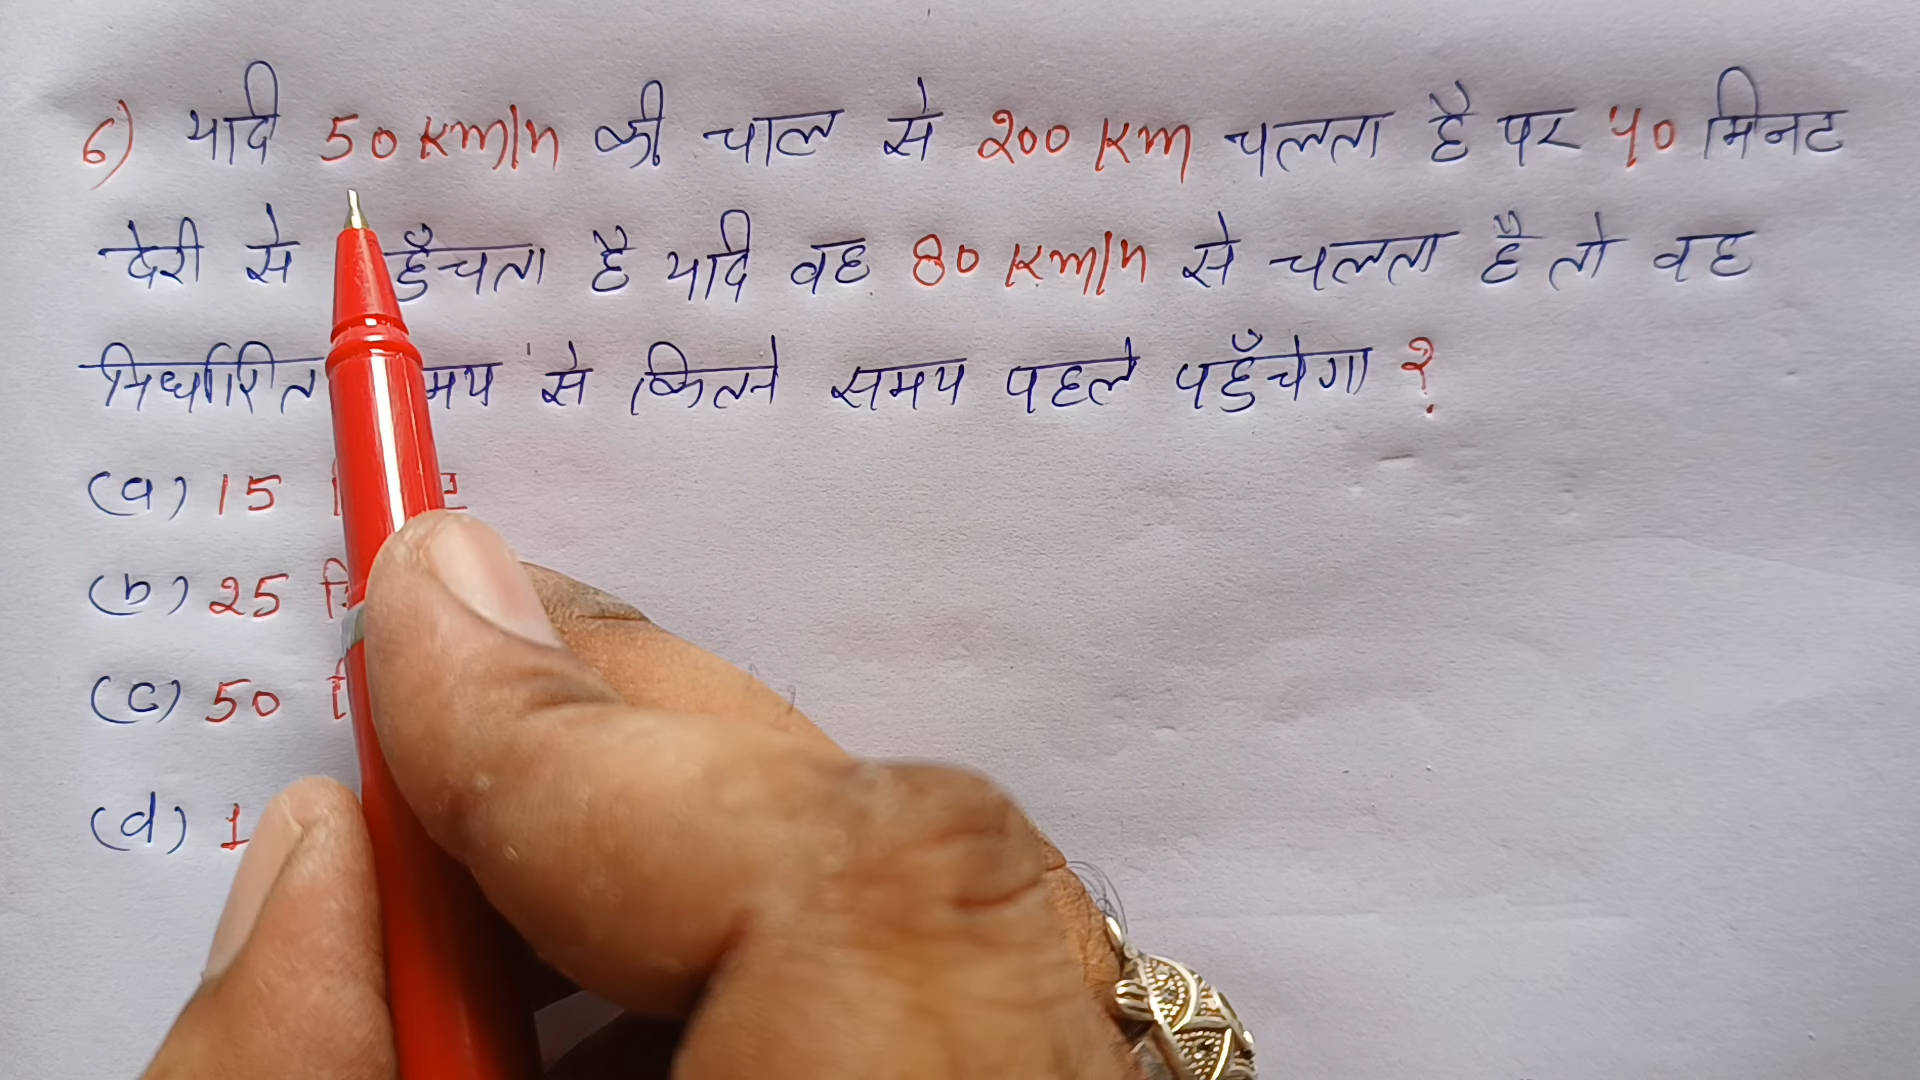 6) यदि 50 km/h की चाल से 200 km चलता है पर 40 मिनट
देरी से हुँचता है यदि वह 80 km/h से चलता है तो वह
निर्धारित मय से कितने समय पहले पहुँचेगा ?
(a) 15
(b) 25
(c) 50
(d) 1